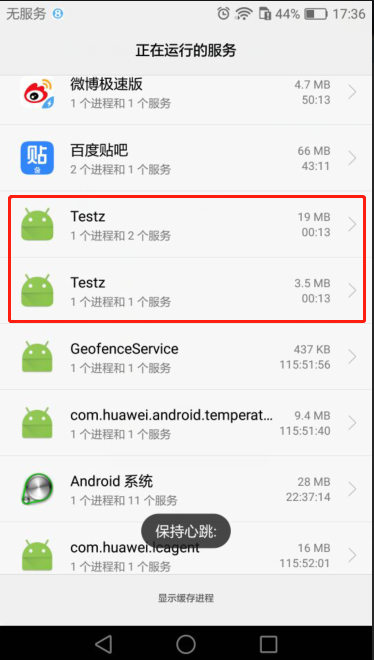 无服务 44% 17:36
正在运行的服务
微博极速版 4.7 MB
1 个进程和 1 个服务 50:13
贴 百度贴吧 66 MB
2 个进程和 1 个服务 43:11
Testz 19 MB
1 个进程和 2 个服务 00:13
Testz 3.5 MB
1 个进程和 1 个服务 00:13
GeofenceService 437 KB
1 个进程和 1 个服务 115:51:56
com.huawei.android.temperat... 9.4 MB
1 个进程和 1 个服务 115:51:40
Android 系统 28 MB
1 个进程和 11 个服务 22:37:14
保持心跳:
com.huawei.lcagent 16 MB
1 个进程和 1 个服务 115:52:01
显示缓存进程